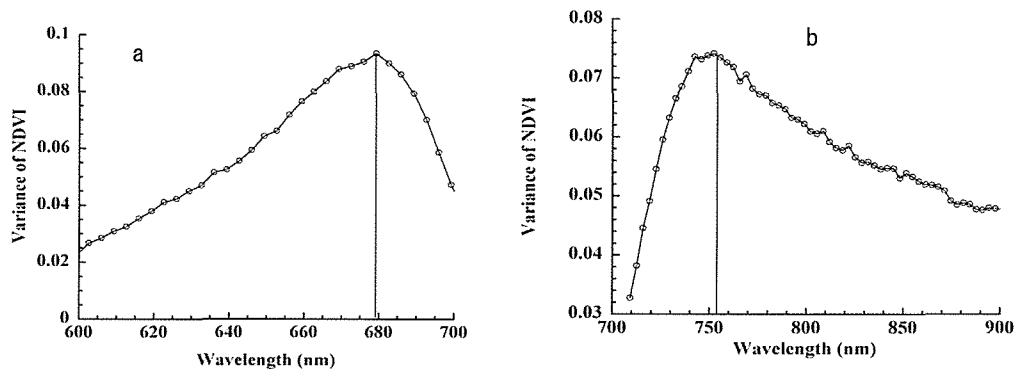 a
Variance of NDVI
0.1
0.08
0.06
0.04
0.02
0
600 620 640 660 680 700
Wavelength (nm)
b
Variance of NDVI
0.08
0.07
0.06
0.05
0.04
0.03
700 750 800 850 900
Wavelength (nm)